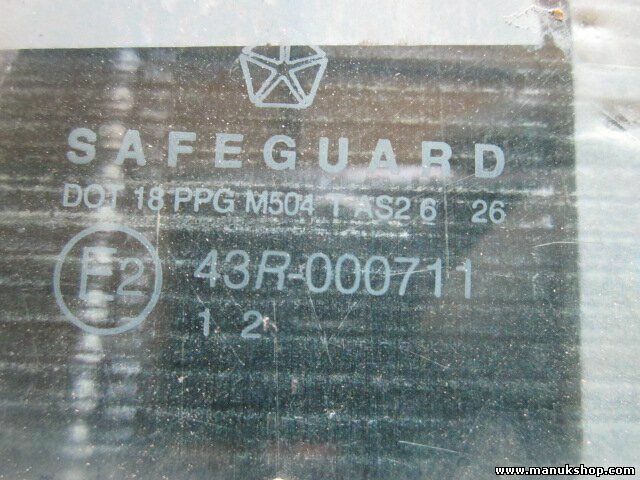 SAFEGUARD
DOT 18 PPG M504 T AS2 6 26
E2 43R-000711
1 2
www.manukshop.com